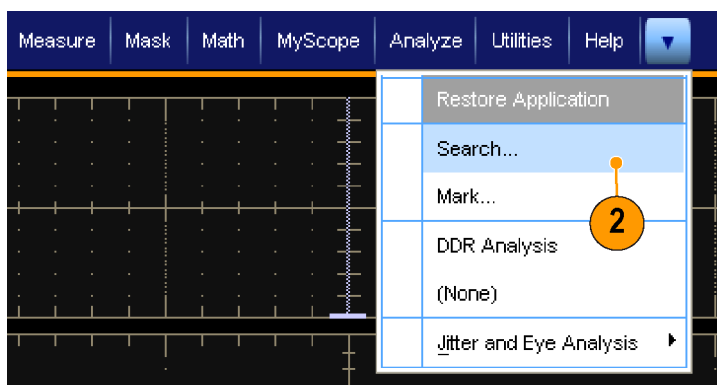 Measure Mask Math MyScope Analyze Utilities Help
Restore Application
Search...
Mark...
2
DDR Analysis
(None)
Jitter and Eye Analysis